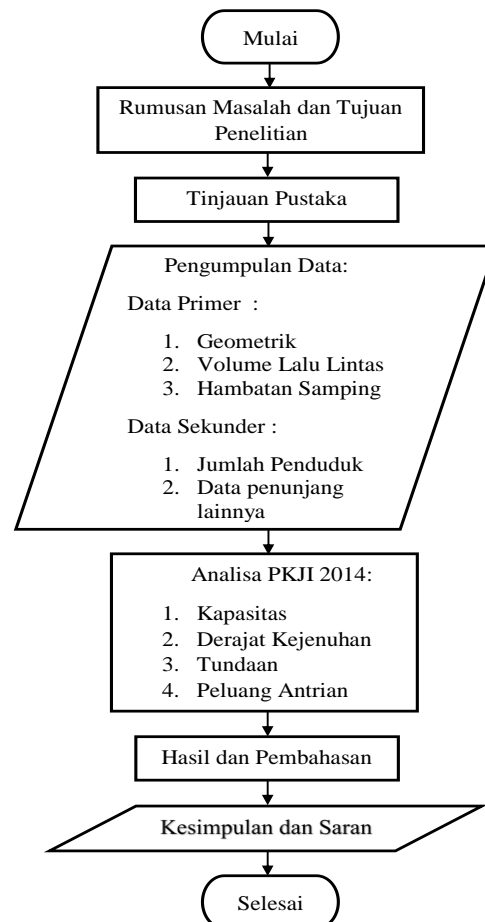 Mulai
Rumusan Masalah dan Tujuan
Penelitian
Tinjauan Pustaka
Pengumpulan Data:
Data Primer :
1. Geometrik
2. Volume Lalu Lintas
3. Hambatan Samping
Data Sekunder :
1. Jumlah Penduduk
2. Data penunjang
lainnya
Analisa PKJI 2014:
1. Kapasitas
2. Derajat Kejenuhan
3. Tundaan
4. Peluang Antrian
Hasil dan Pembahasan
Kesimpulan dan Saran
Selesai